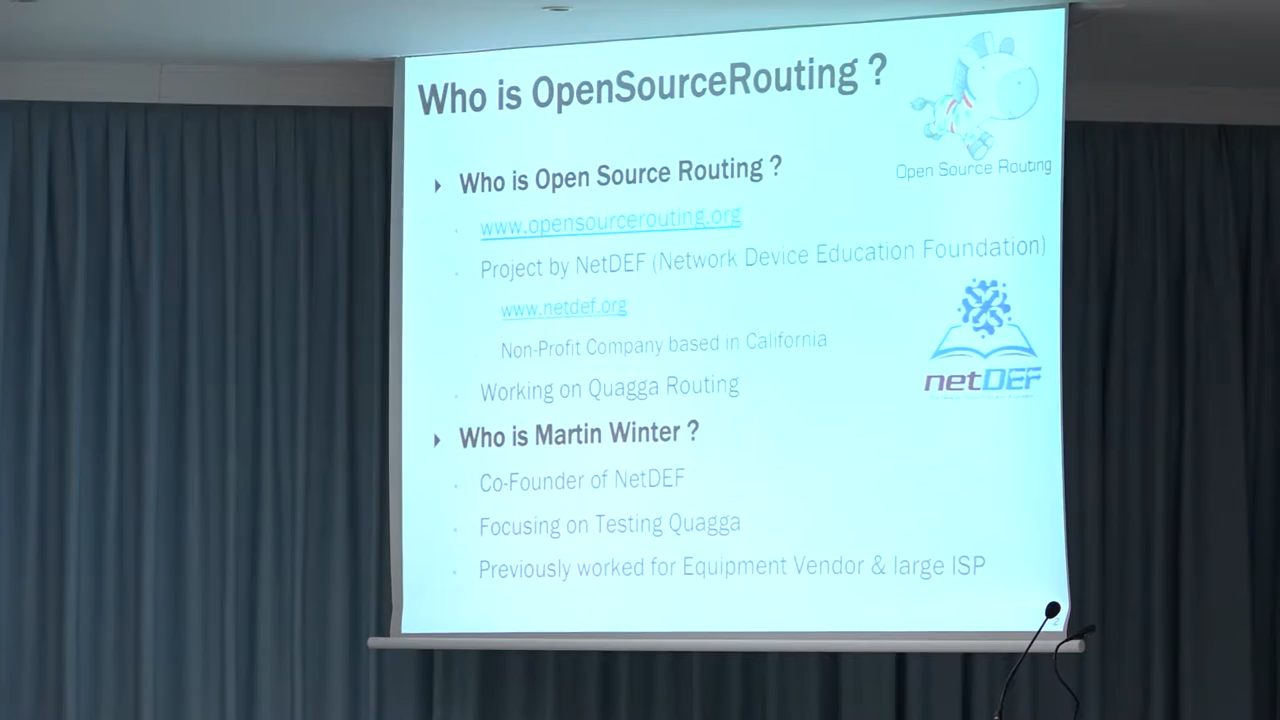 Who is OpenSourceRouting ?
Open Source Routing
Who is Open Source Routing ?
www.opensourcerouting.org
Project by NetDEF (Network Device Education Foundation)
www.netdef.org
Non-Profit Company based in California
Working on Quagga Routing
netDEF
Who is Martin Winter ?
Co-Founder of NetDEF
Focusing on Testing Quagga
Previously worked for Equipment Vendor & large ISP
2